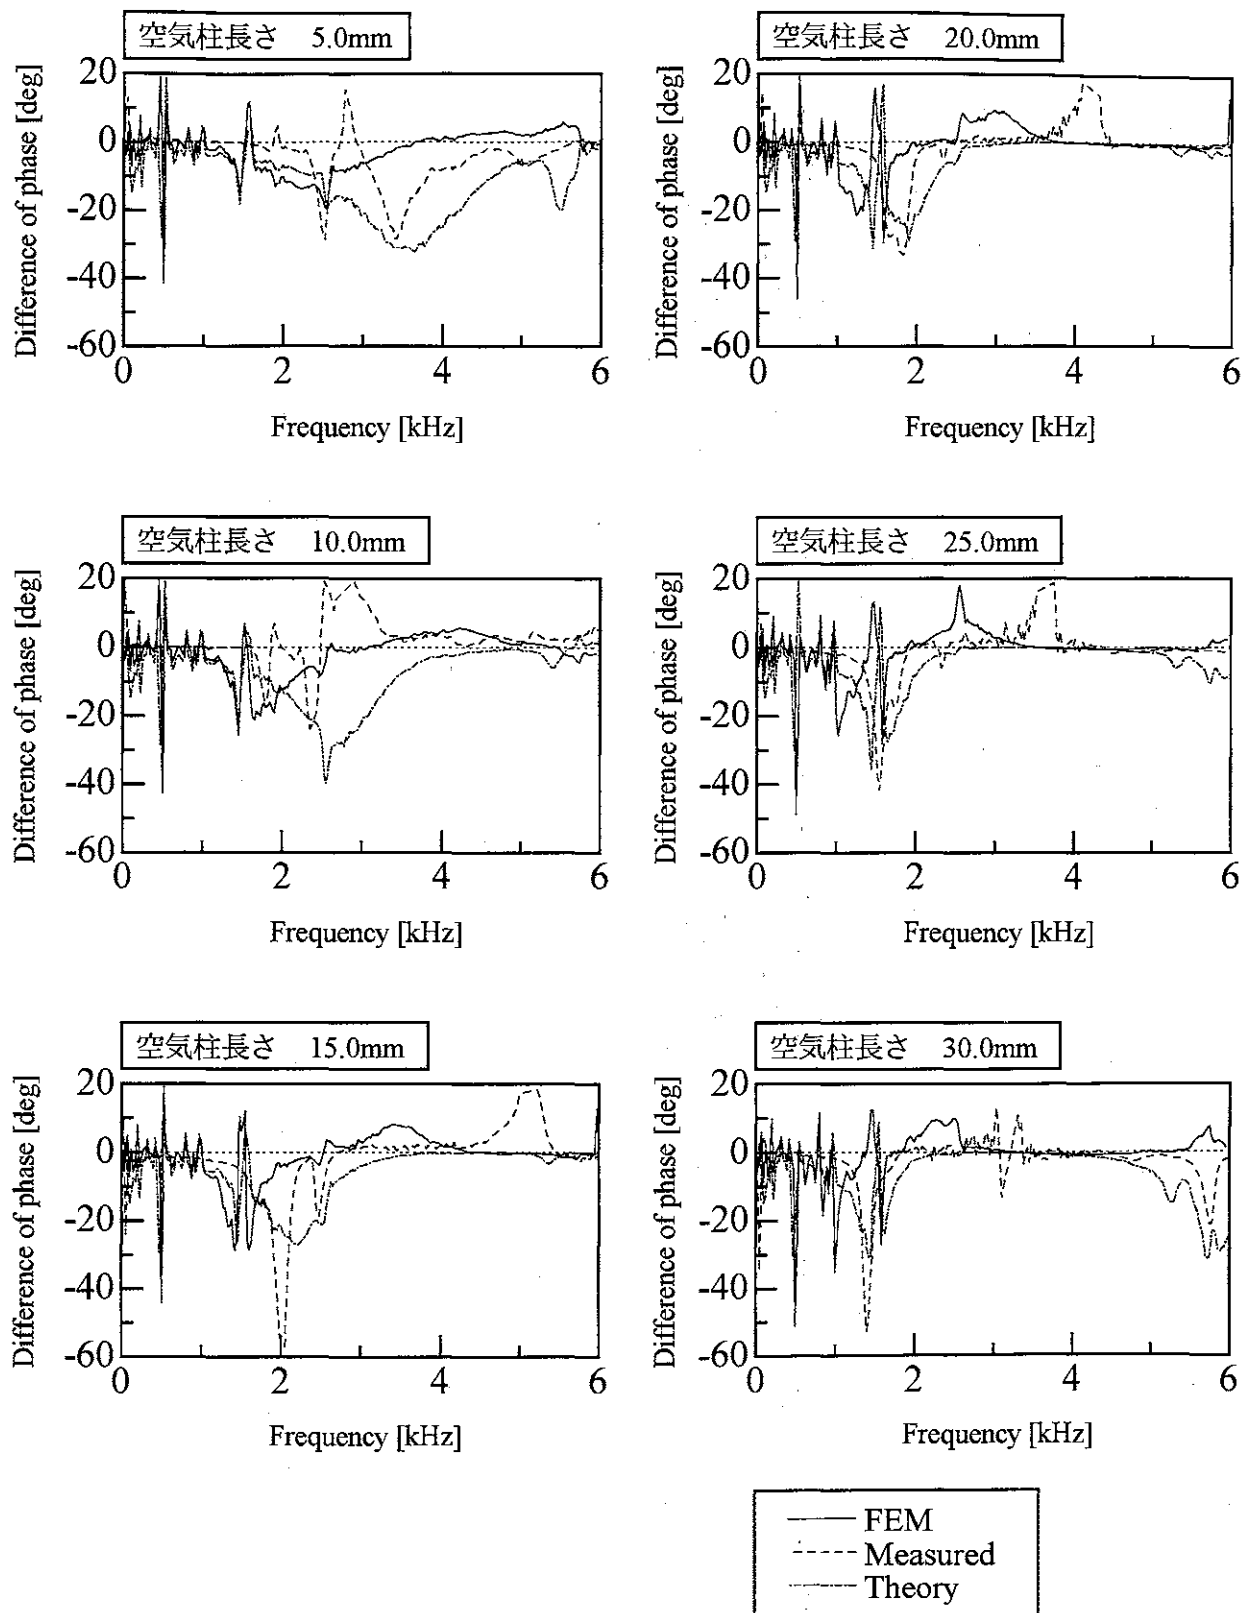 空気柱長さ 5.0mm
Difference of phase [deg]
20
0
-20
-40
-60
0
2
4
6
Frequency [kHz]
空気柱長さ 20.0mm
Difference of phase [deg]
20
0
-20
-40
-60
0
2
4
6
Frequency [kHz]
空気柱長さ 10.0mm
Difference of phase [deg]
20
0
-20
-40
-60
0
2
4
6
Frequency [kHz]
空気柱長さ 25.0mm
Difference of phase [deg]
20
0
-20
-40
-60
0
2
4
6
Frequency [kHz]
空気柱長さ 15.0mm
Difference of phase [deg]
20
0
-20
-40
-60
0
2
4
6
Frequency [kHz]
空気柱長さ 30.0mm
Difference of phase [deg]
20
0
-20
-40
-60
0
2
4
6
Frequency [kHz]
FEM
Measured
Theory